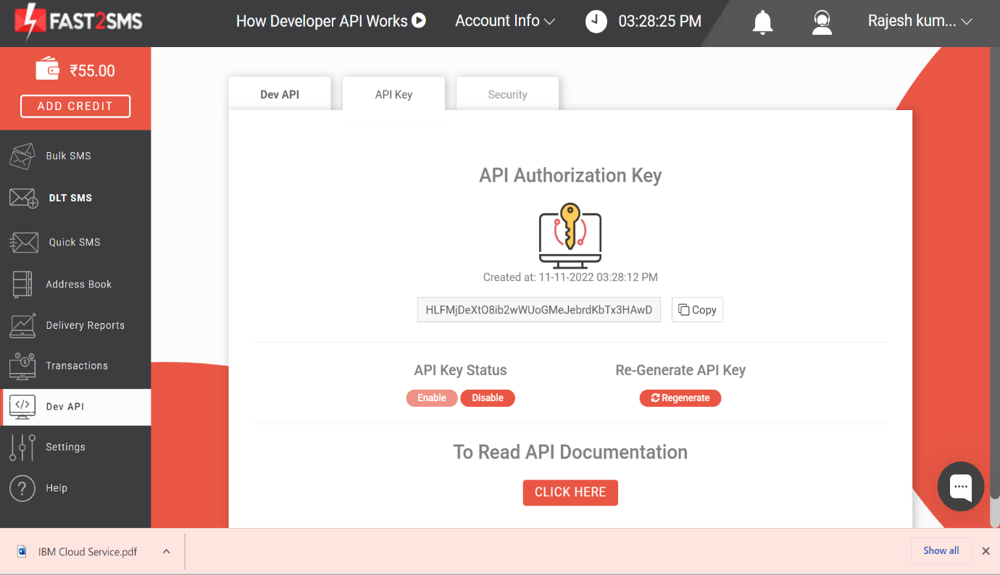 FAST2SMS
How Developer API Works
Account Info
03:28:25 PM
Rajesh kum...
₹55.00
ADD CREDIT
Bulk SMS
DLT SMS
Quick SMS
Address Book
Delivery Reports
Transactions
Dev API
Settings
Help
Dev API
API Key
Security
API Authorization Key
Created at: 11-11-2022 03:28:12 PM
HLFMjDeXtO8ib2wWUoGMeJebrdKbTx3HAwD
Copy
API Key Status
Re-Generate API Key
Enable
Disable
Regenerate
To Read API Documentation
CLICK HERE
IBM Cloud Service.pdf
Show all